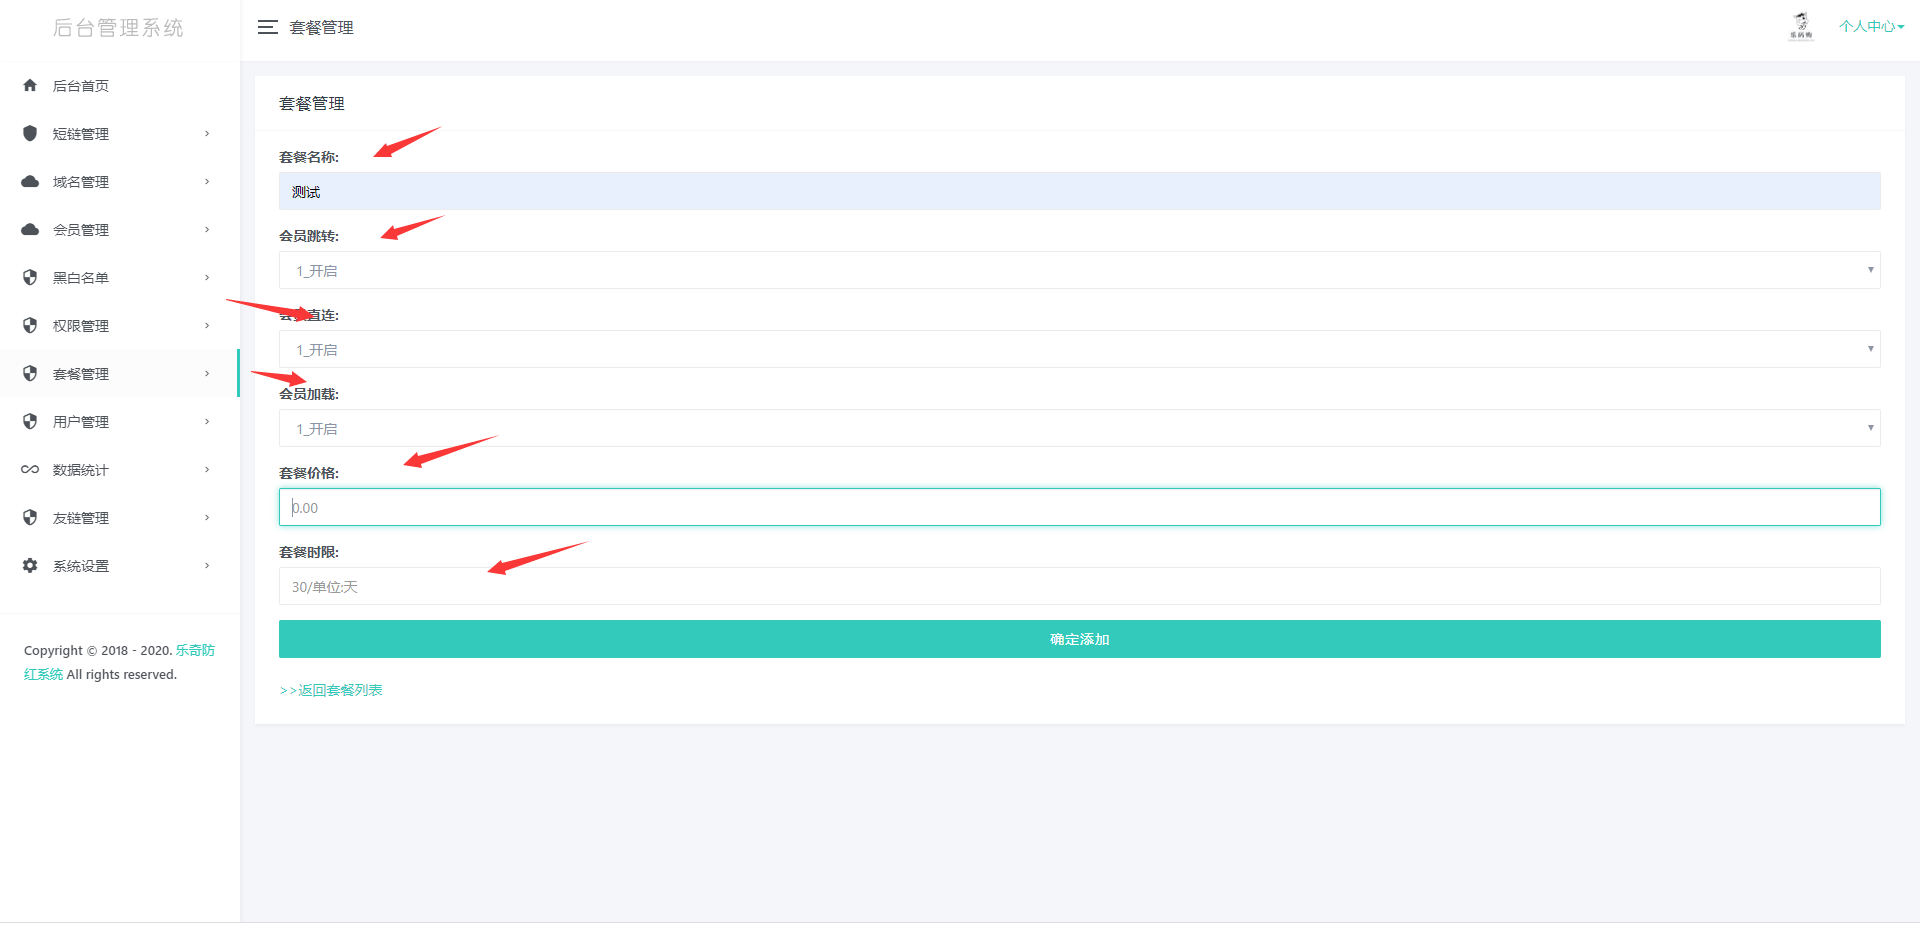 后台管理系统
套餐管理
个人中心
后台首页
短链管理
域名管理
会员管理
黑白名单
权限管理
套餐管理
用户管理
数据统计
友链管理
系统设置
Copyright © 2018 - 2020. 乐奇防
红系统 All rights reserved.
套餐管理
套餐名称:
测试
会员跳转:
1_开启
会员直连:
1_开启
会员加载:
1_开启
套餐价格:
0.00
套餐时限:
30/单位:天
确定添加
>>返回套餐列表